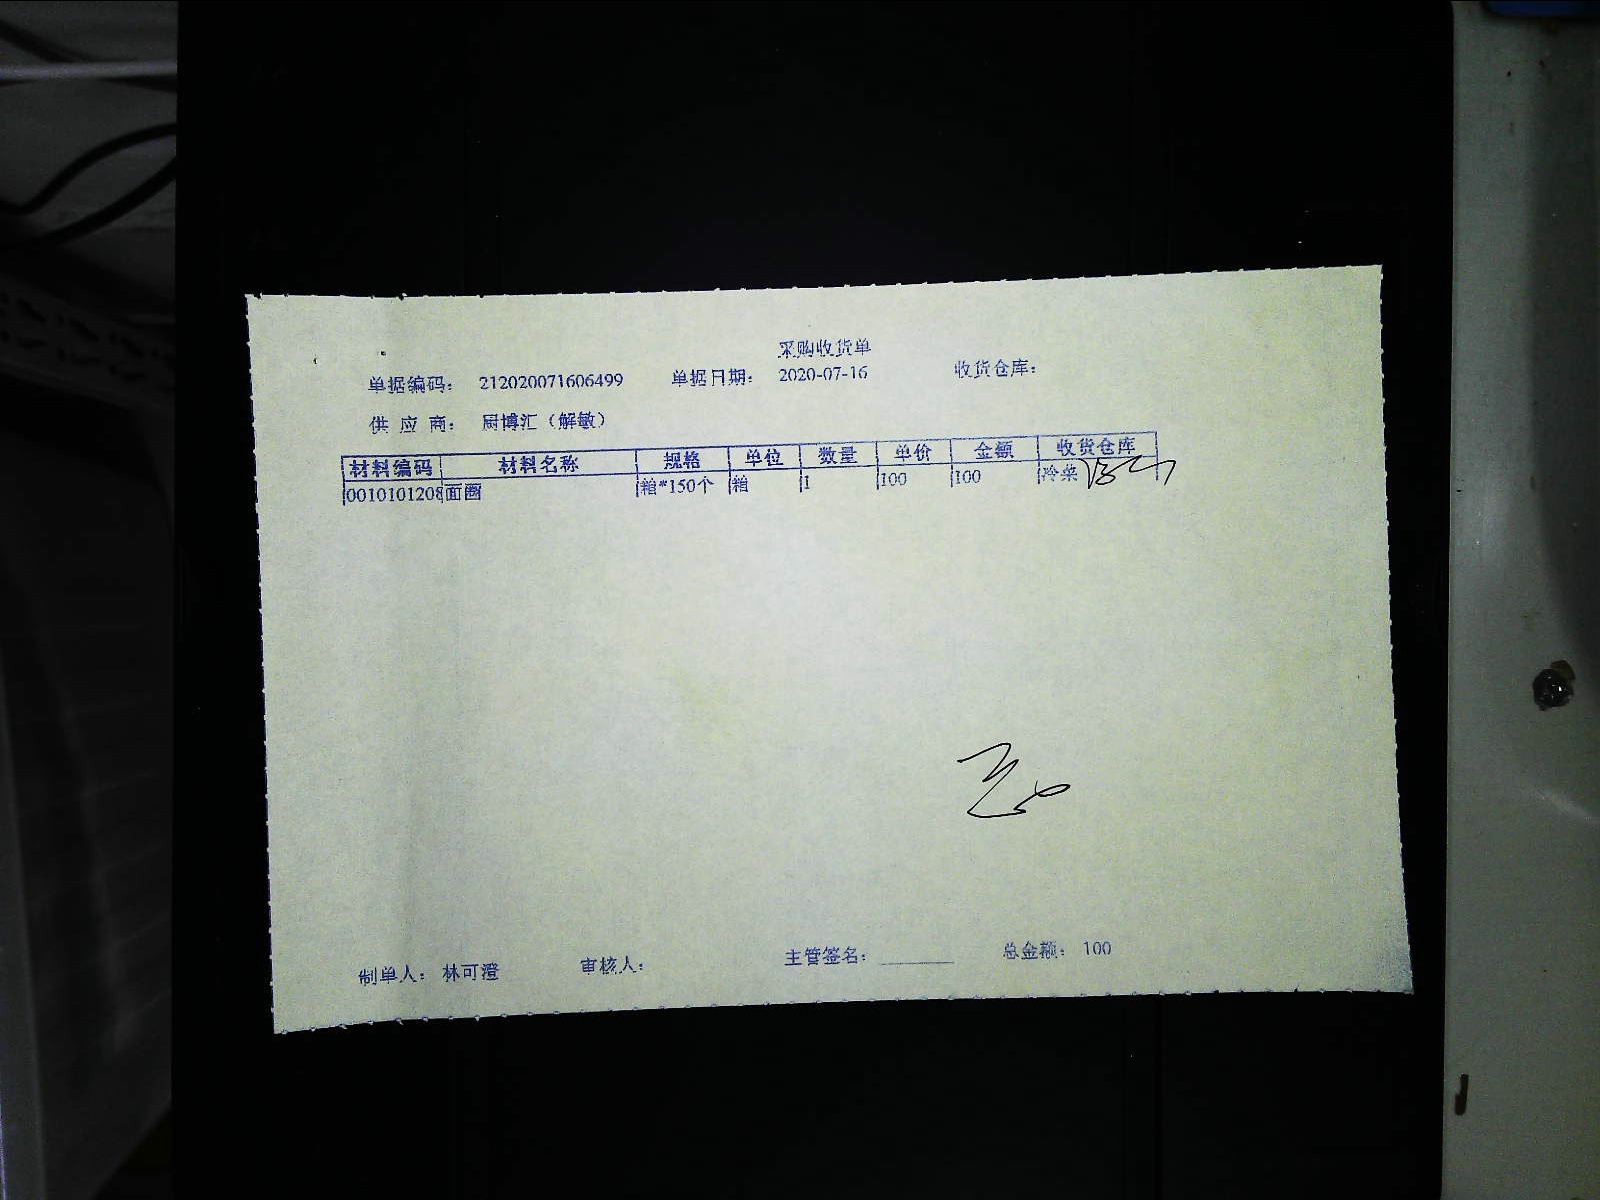 采购收货单
单据编码： 212020071606499 单据日期： 2020-07-16 收货仓库：
供 应 商： 厨博汇（解敏）
材料编码 材料名称 规格 单位 数量 单价 金额 收货仓库
0010101208 面圈 箱*150个 箱 1 100 100 冷菜
制单人： 林可澄 审核人： 主管签名： 总金额： 100